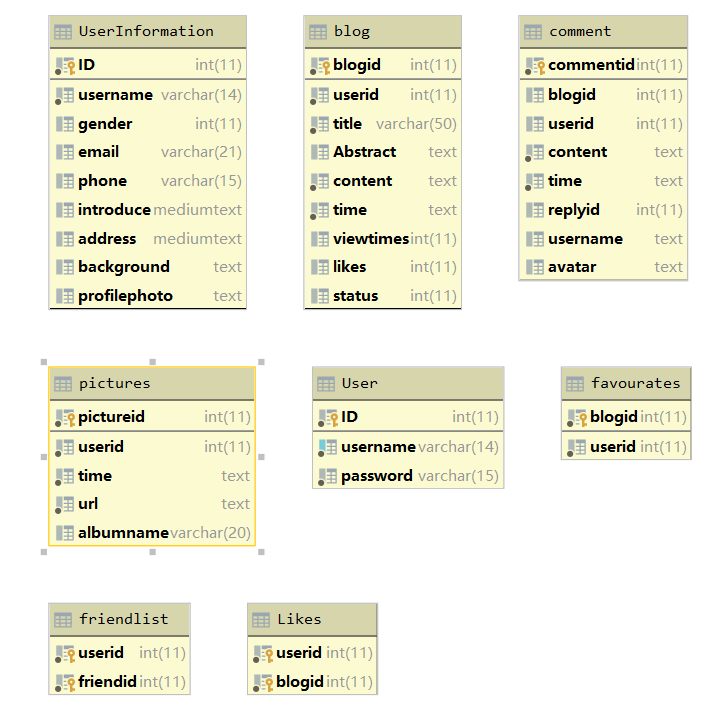 UserInformation
ID int(11)
username varchar(14)
gender int(11)
email varchar(21)
phone varchar(15)
introduce mediumtext
address mediumtext
background text
profilephoto text
blog
blogid int(11)
userid int(11)
title varchar(50)
Abstract text
content text
time text
viewtimes int(11)
likes int(11)
status int(11)
comment
commentid int(11)
blogid int(11)
userid int(11)
content text
time text
replyid int(11)
username text
avatar text
pictures
pictureid int(11)
userid int(11)
time text
url text
albumname varchar(20)
User
ID int(11)
username varchar(14)
password varchar(15)
favourates
blogid int(11)
userid int(11)
friendlist
userid int(11)
friendid int(11)
Likes
userid int(11)
blogid int(11)